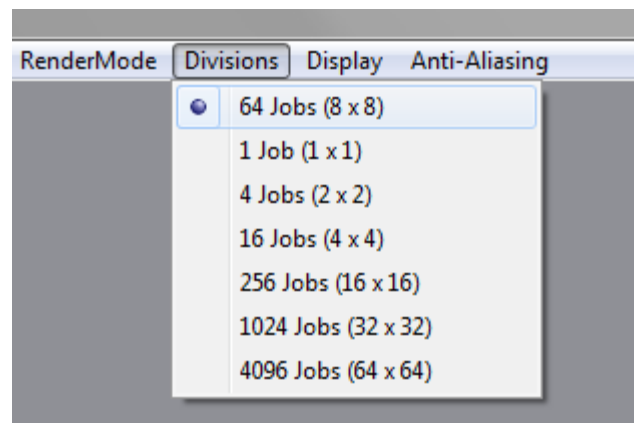 RenderMode Divisions Display Anti-Aliasing
64 Jobs (8 x 8)
1 Job (1 x 1)
4 Jobs (2 x 2)
16 Jobs (4 x 4)
256 Jobs (16 x 16)
1024 Jobs (32 x 32)
4096 Jobs (64 x 64)